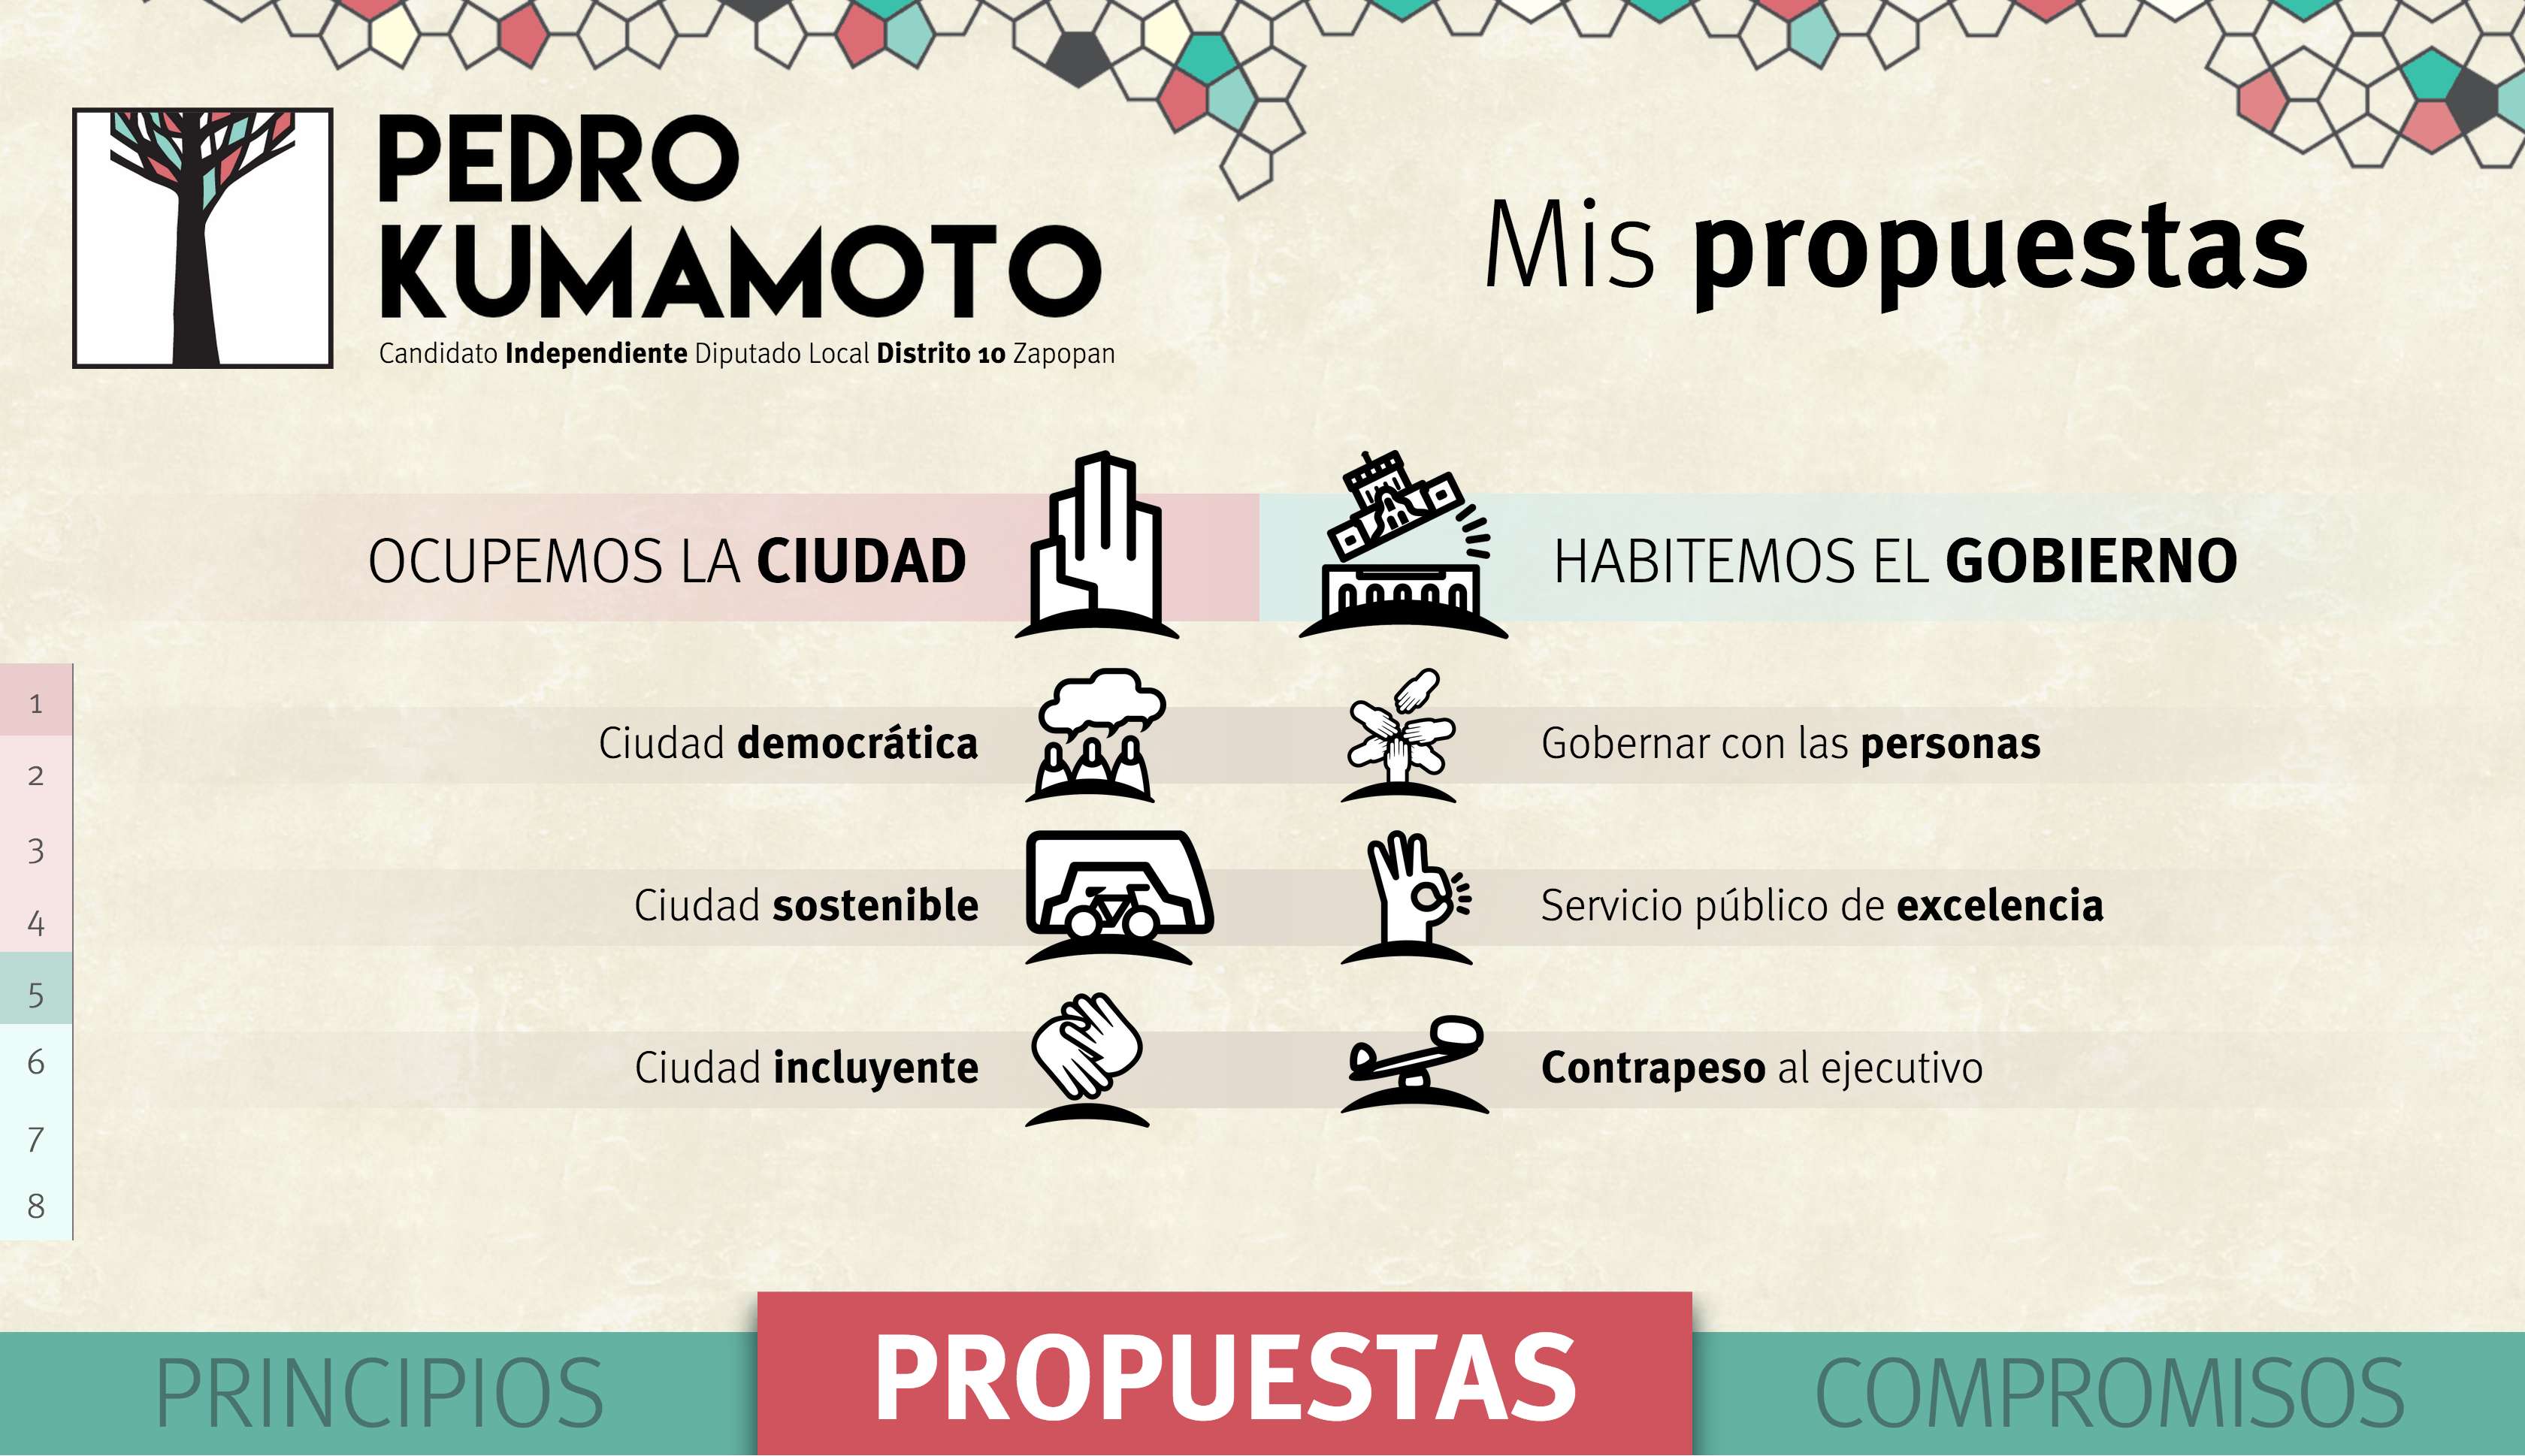 PEDRO
KUMAMOTO
Candidato Independiente Diputado Local Distrito 10 Zapopan
Mis propuestas
OCUPEMOS LA CIUDAD
HABITEMOS EL GOBIERNO
Ciudad democrática
Gobernar con las personas
Ciudad sostenible
Servicio público de excelencia
Ciudad incluyente
Contrapeso al ejecutivo
1
2
3
4
5
6
7
8
PRINCIPIOS
PROPUESTAS
COMPROMISOS